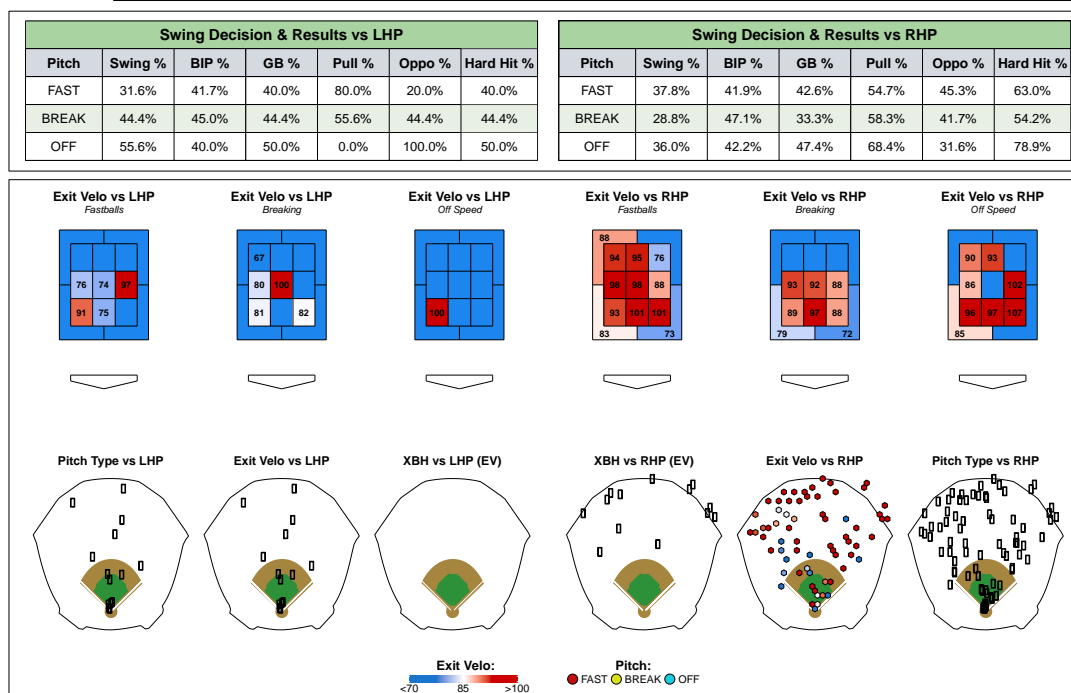 Swing Decision & Results vs LHP
Pitch Swing % BIP % GB % Pull % Oppo % Hard Hit %
FAST 31.6% 41.7% 40.0% 80.0% 20.0% 40.0%
BREAK 44.4% 45.0% 44.4% 55.6% 44.4% 44.4%
OFF 55.6% 40.0% 50.0% 0.0% 100.0% 50.0%
Swing Decision & Results vs RHP
Pitch Swing % BIP % GB % Pull % Oppo % Hard Hit %
FAST 37.8% 41.9% 42.6% 54.7% 45.3% 63.0%
BREAK 28.8% 47.1% 33.3% 58.3% 41.7% 54.2%
OFF 36.0% 42.2% 47.4% 68.4% 31.6% 78.9%
Exit Velo vs LHP
Fastballs
76 74 97
91 75
Exit Velo vs LHP
Breaking
67
80 100
81 82
Exit Velo vs LHP
Off Speed
100
Exit Velo vs RHP
Fastballs
88
94 95 76
98 98 88
93 101 101
83 73
Exit Velo vs RHP
Breaking
93 92 88
89 97 88
79 72
Exit Velo vs RHP
Off Speed
90 93
86 102
96 97 107
85
Pitch Type vs LHP
Exit Velo vs LHP
XBH vs LHP (EV)
XBH vs RHP (EV)
Exit Velo vs RHP
Pitch Type vs RHP
Exit Velo:
<70 85 >100
Pitch:
FAST BREAK OFF